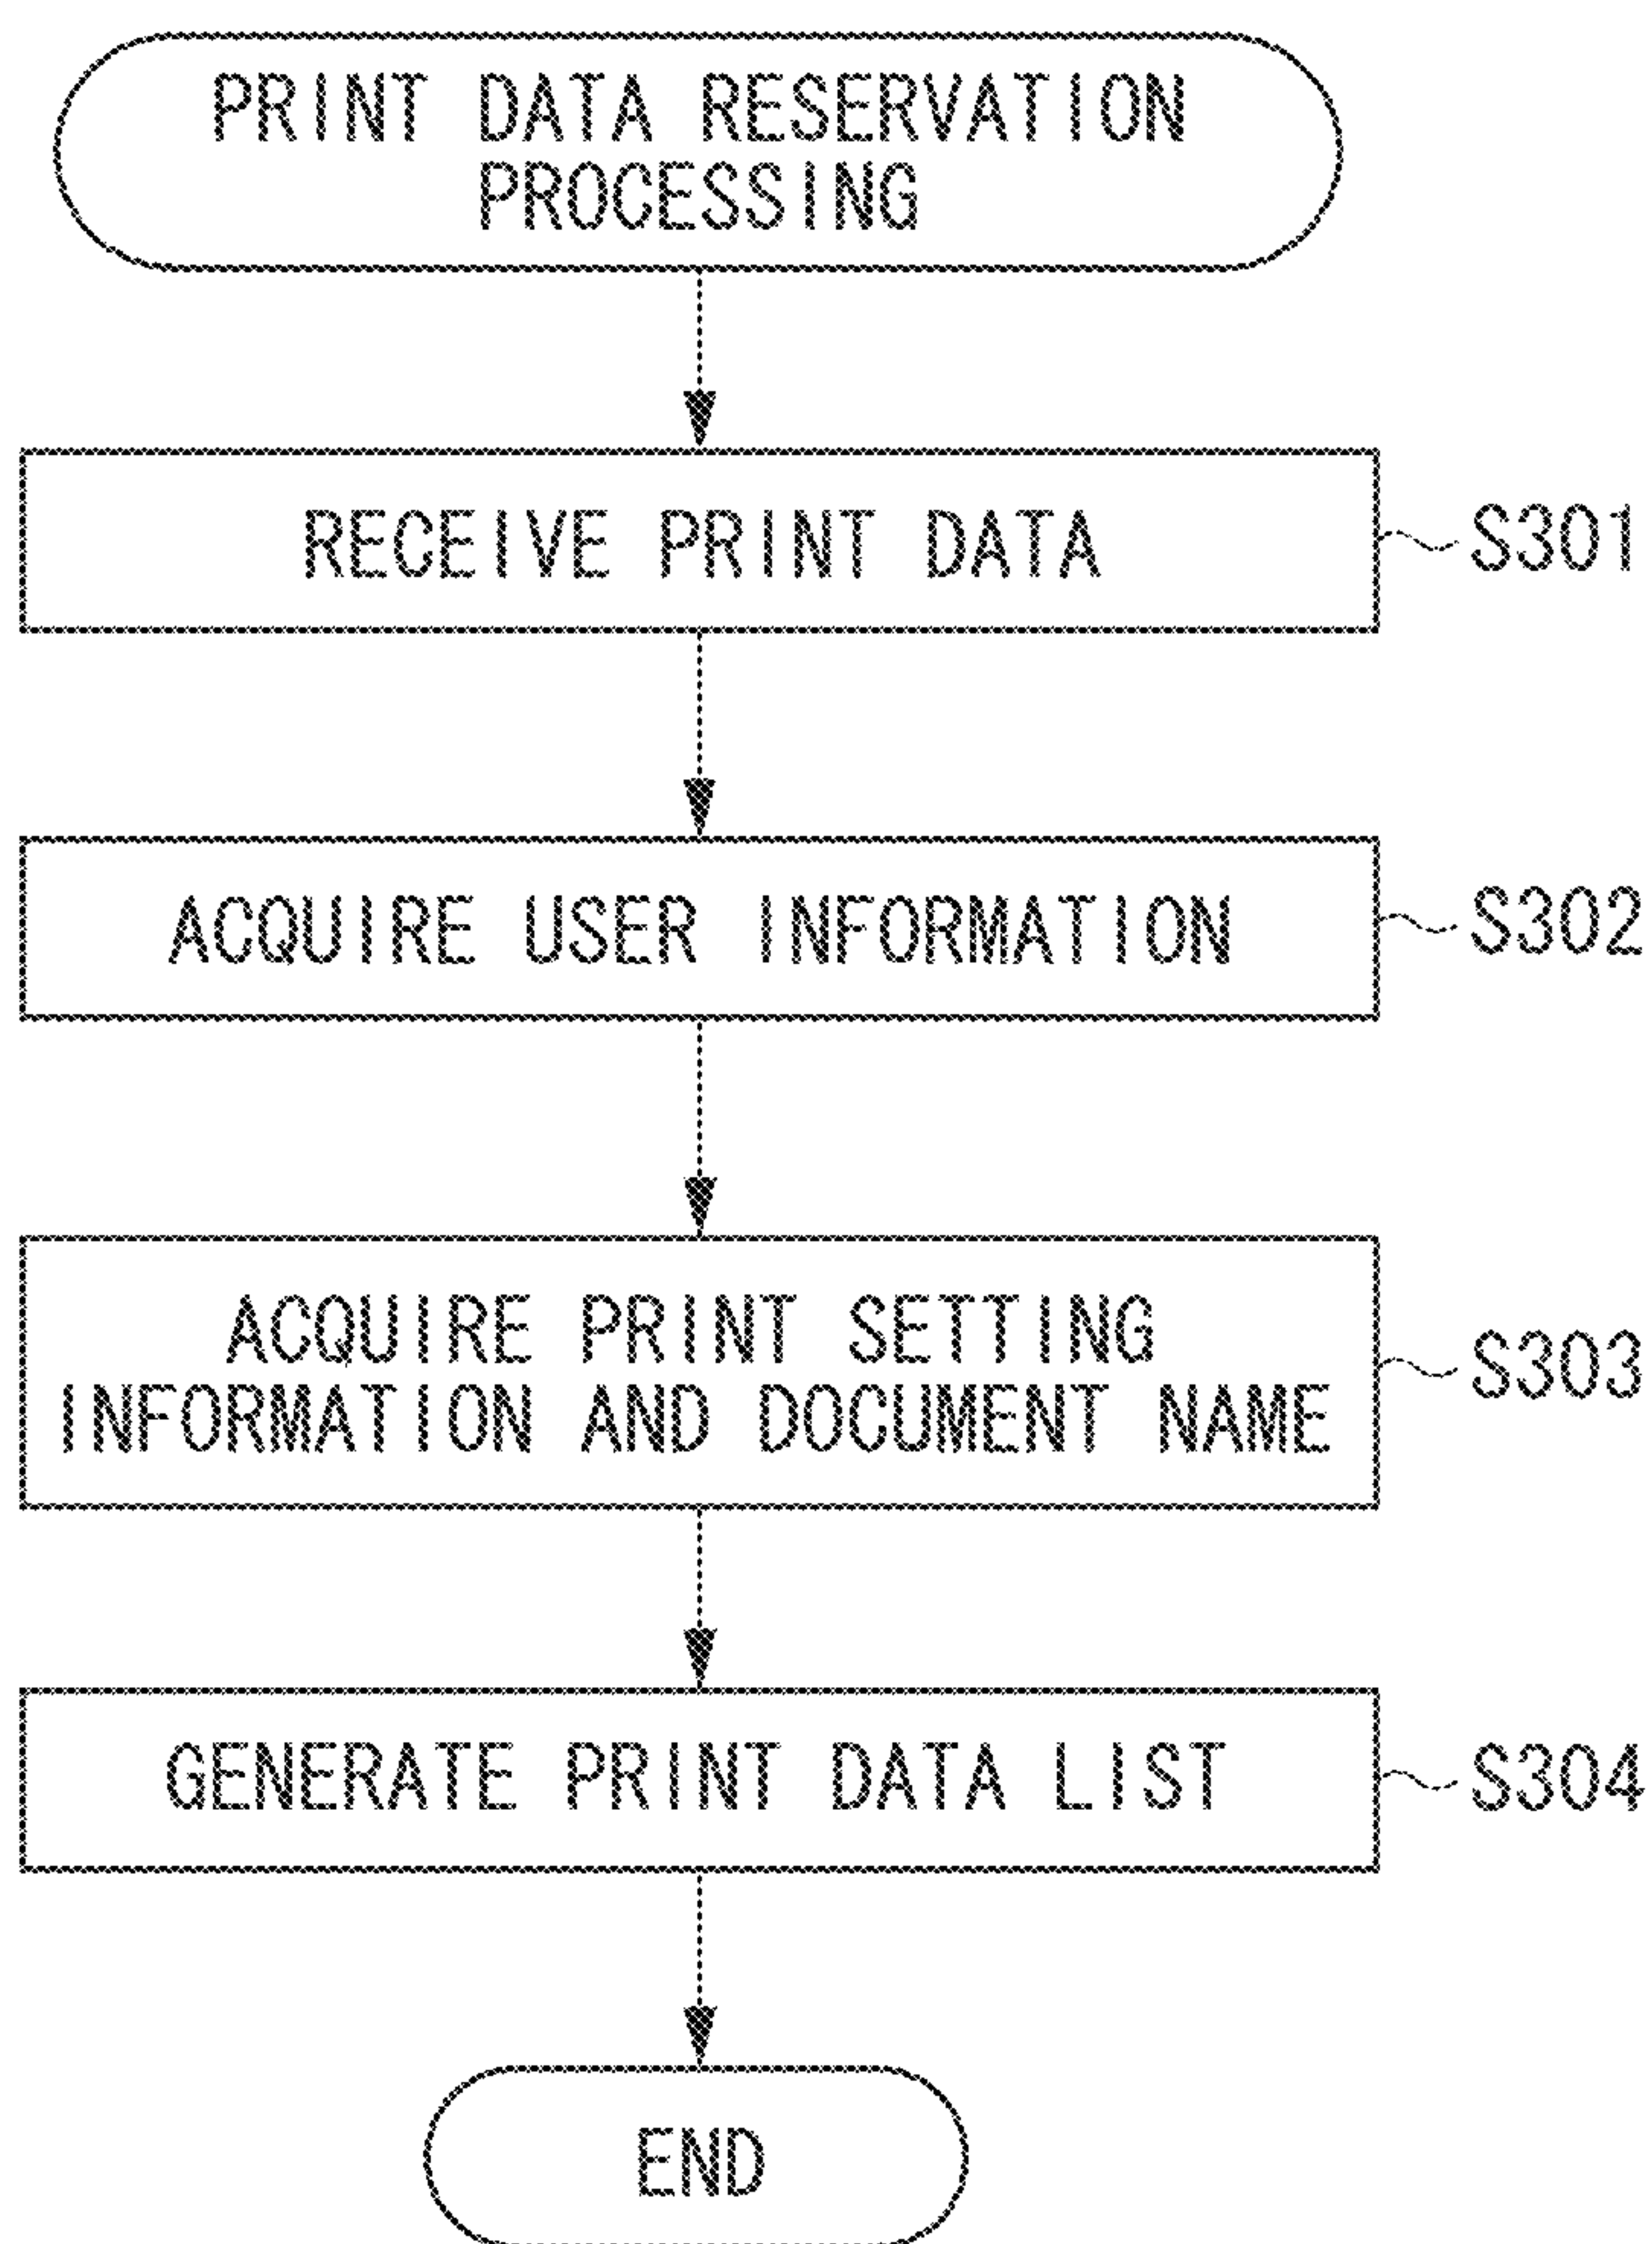 PRINT DATA RESERVATION
PROCESSING
RECEIVE PRINT DATA
S301
ACQUIRE USER INFORMATION
S302
ACQUIRE PRINT SETTING
INFORMATION AND DOCUMENT NAME
S303
GENERATE PRINT DATA LIST
S304
END